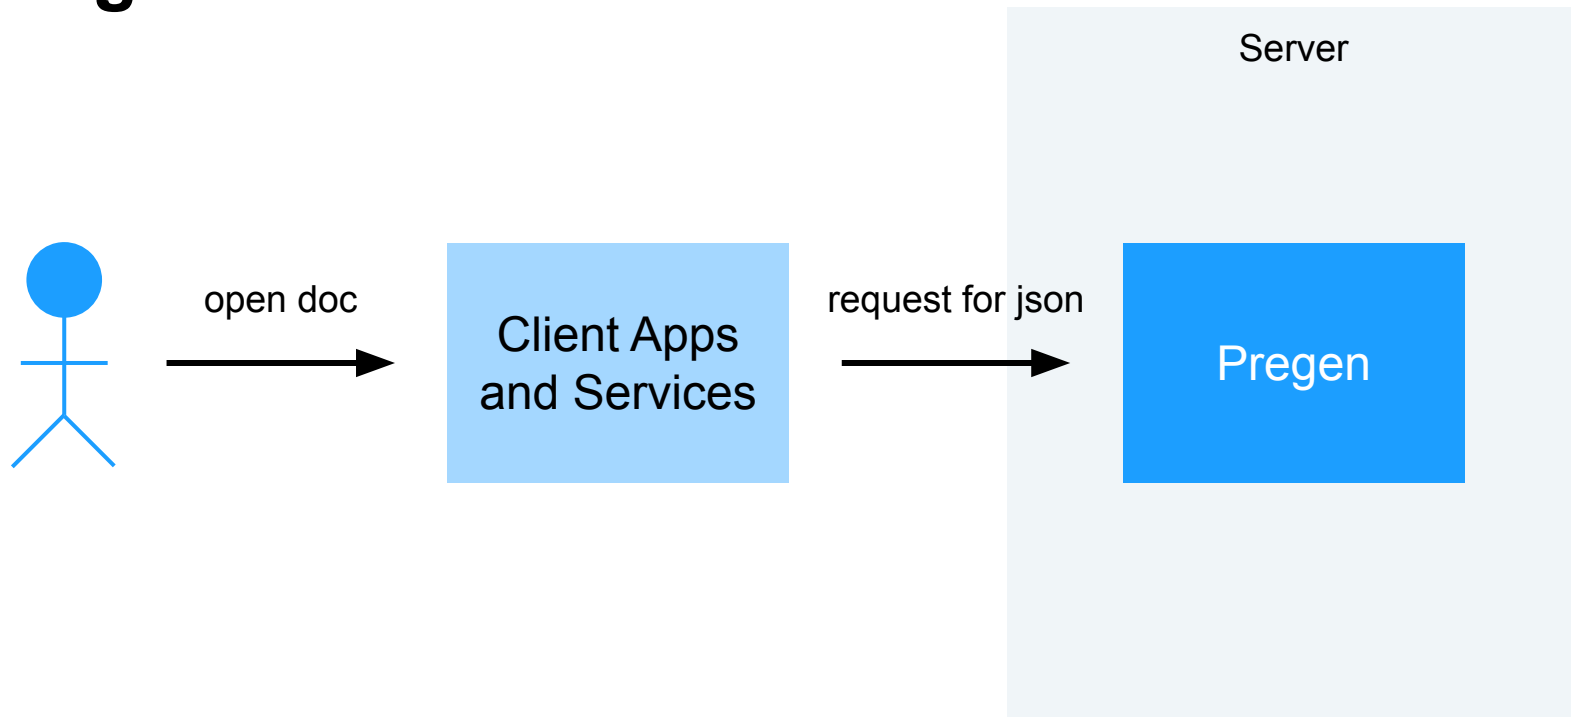 Server
open doc
request for json
Client Apps
and Services
Pregen